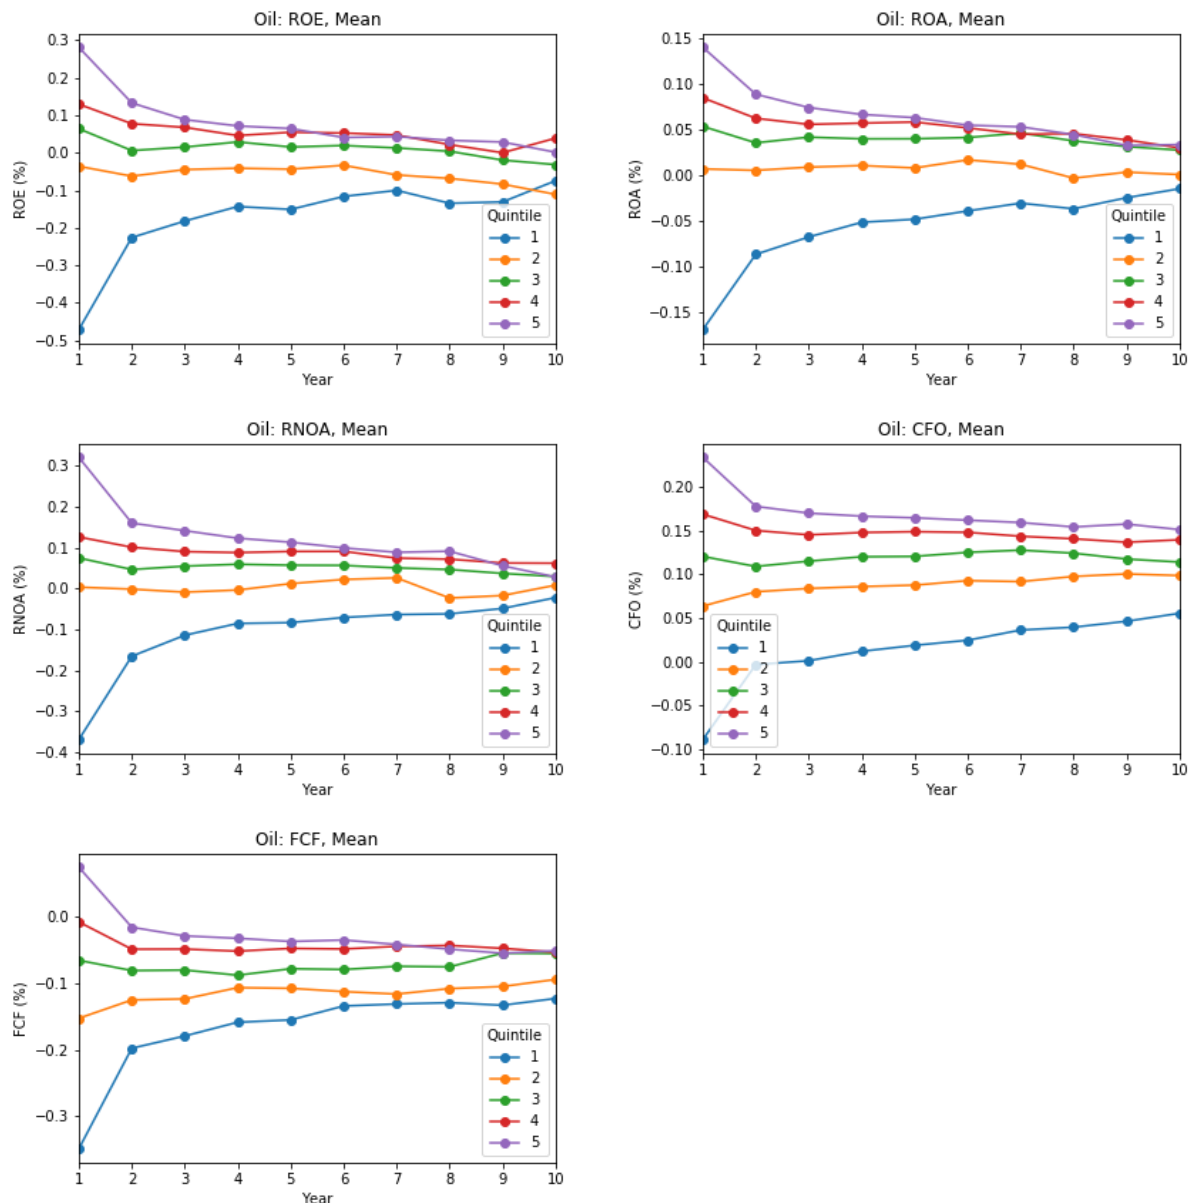 Oil: ROE, Mean
ROE (%)
0.3
0.2
0.1
0.0
−0.1
−0.2
−0.3
−0.4
−0.5
Quintile
1
2
3
4
5
1 2 3 4 5 6 7 8 9 10
Year
Oil: ROA, Mean
ROA (%)
0.15
0.10
0.05
0.00
−0.05
−0.10
−0.15
Quintile
1
2
3
4
5
1 2 3 4 5 6 7 8 9 10
Year
Oil: RNOA, Mean
RNOA (%)
0.3
0.2
0.1
0.0
−0.1
−0.2
−0.3
−0.4
Quintile
1
2
3
4
5
1 2 3 4 5 6 7 8 9 10
Year
Oil: CFO, Mean
CFO (%)
0.20
0.15
0.10
0.05
0.00
−0.05
−0.10
Quintile
1
2
3
4
5
1 2 3 4 5 6 7 8 9 10
Year
Oil: FCF, Mean
FCF (%)
0.0
−0.1
−0.2
−0.3
Quintile
1
2
3
4
5
1 2 3 4 5 6 7 8 9 10
Year